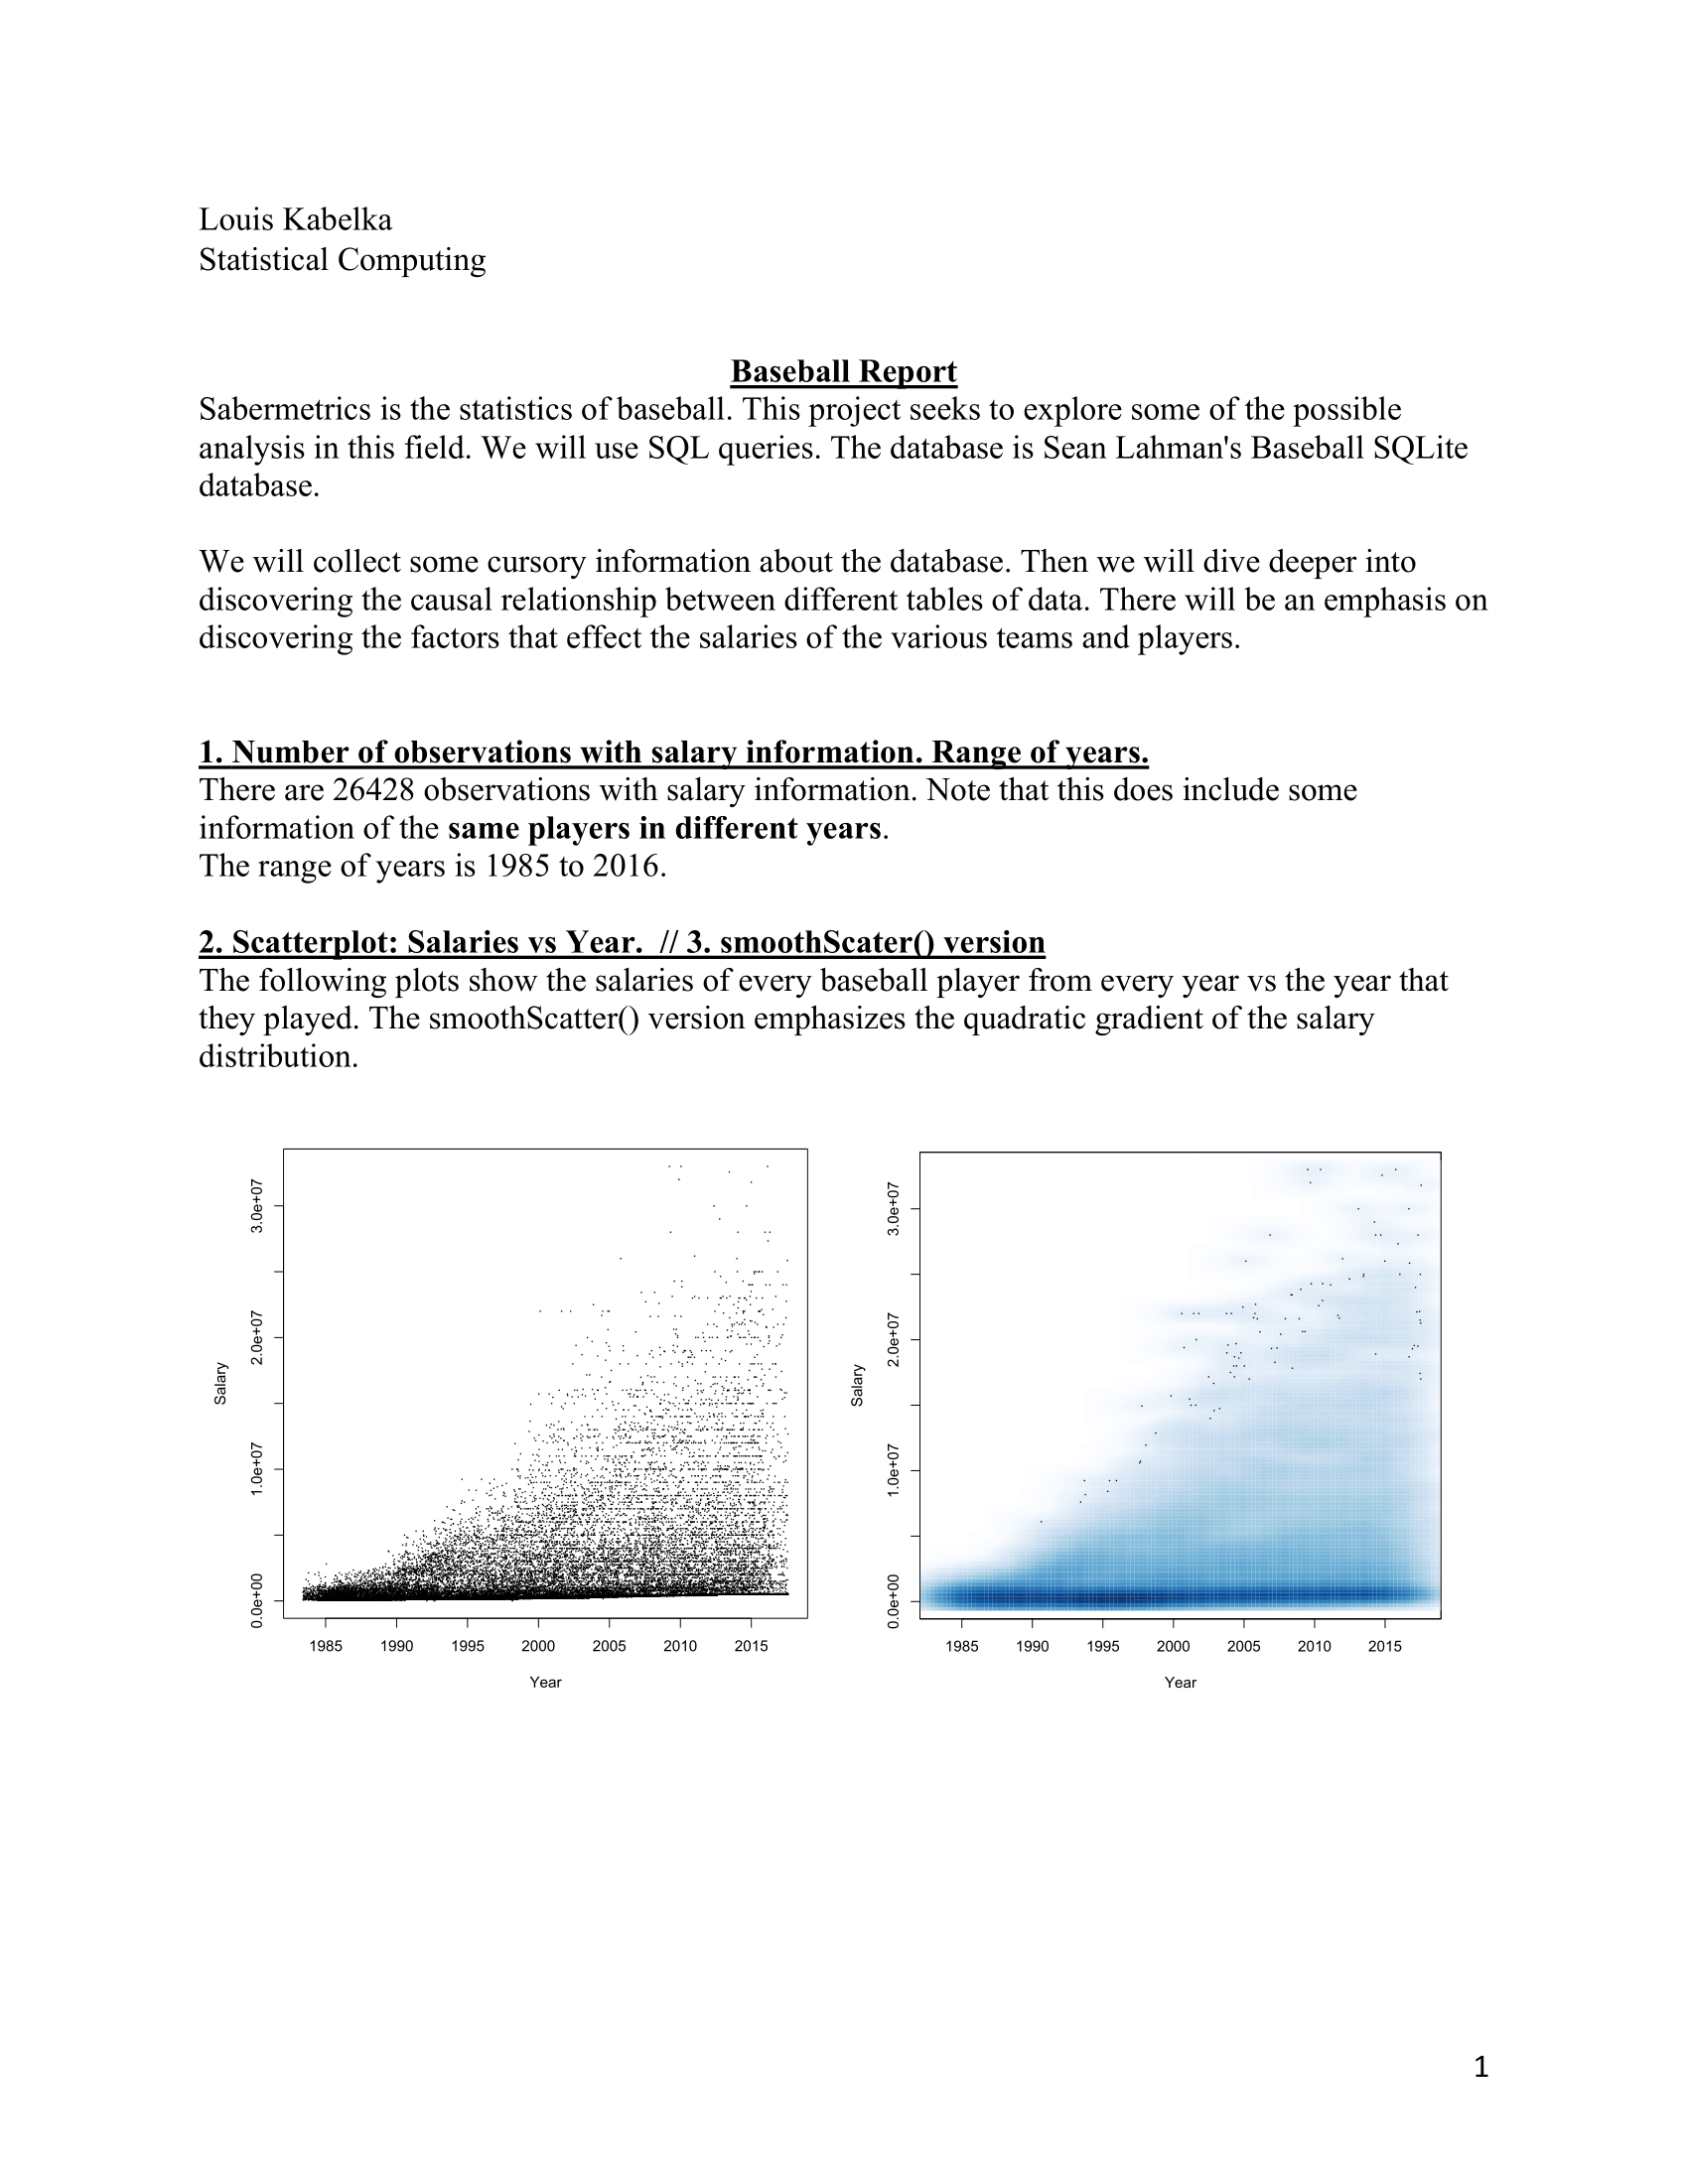 Louis Kabelka
Statistical Computing
Baseball Report
Sabermetrics is the statistics of baseball. This project seeks to explore some of the possible
analysis in this field. We will use SQL queries. The database is Sean Lahman's Baseball SQLite
database.
We will collect some cursory information about the database. Then we will dive deeper into
discovering the causal relationship between different tables of data. There will be an emphasis on
discovering the factors that effect the salaries of the various teams and players.
1. Number of observations with salary information. Range of years.
There are 26428 observations with salary information. Note that this does include some
information of the same players in different years.
The range of years is 1985 to 2016.
2. Scatterplot: Salaries vs Year.  // 3. smoothScater() version
The following plots show the salaries of every baseball player from every year vs the year that
they played. The smoothScatter() version emphasizes the quadratic gradient of the salary
distribution.
Salary
0.0e+00 1.0e+07 2.0e+07 3.0e+07
1985 1990 1995 2000 2005 2010 2015
Year
Salary
0.0e+00 1.0e+07 2.0e+07 3.0e+07
1985 1990 1995 2000 2005 2010 2015
Year
1